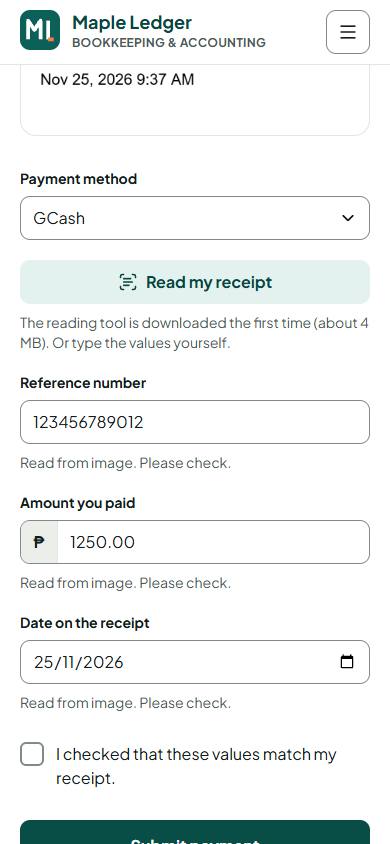 ML Maple Ledger
BOOKKEEPING & ACCOUNTING
Nov 25, 2026 9:37 AM
Payment method
GCash
Read my receipt
The reading tool is downloaded the first time (about 4
MB). Or type the values yourself.
Reference number
123456789012
Read from image. Please check.
Amount you paid
₱ 1250.00
Read from image. Please check.
Date on the receipt
25/11/2026
Read from image. Please check.
I checked that these values match my
receipt.
Submit payment